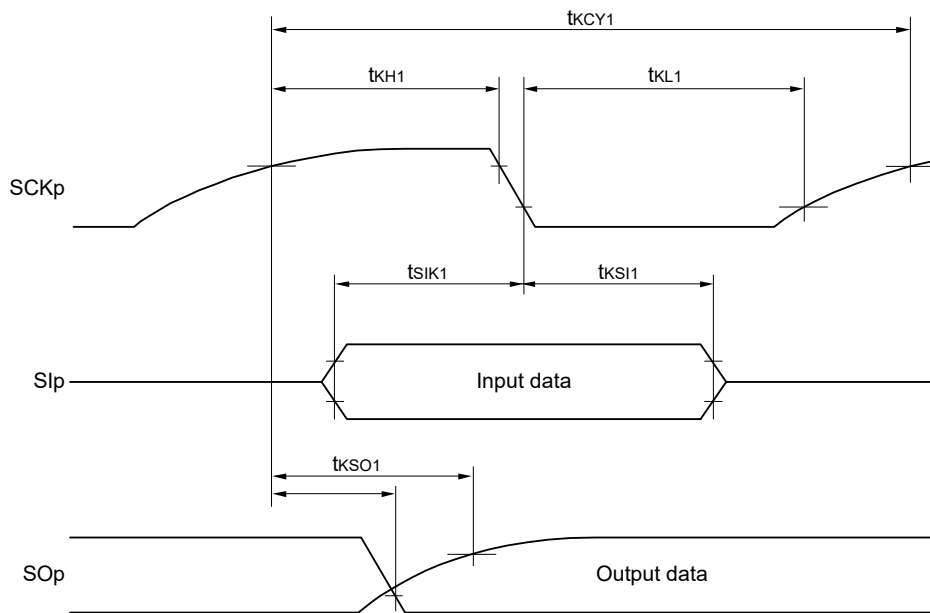 tKCY1
tKH1
tKL1
SCKp
tSIK1
tKSI1
SIp
Input data
tKSO1
SOp
Output data